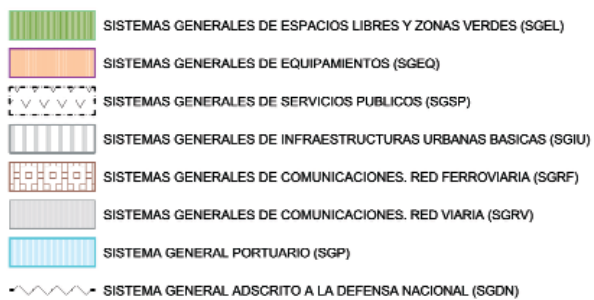 SISTEMAS GENERALES DE ESPACIOS LIBRES Y ZONAS VERDES (SGEL)
SISTEMAS GENERALES DE EQUIPAMIENTOS (SGEQ)
SISTEMAS GENERALES DE SERVICIOS PUBLICOS (SGSP)
SISTEMAS GENERALES DE INFRAESTRUCTURAS URBANAS BASICAS (SGIU)
SISTEMAS GENERALES DE COMUNICACIONES. RED FERROVIARIA (SGRF)
SISTEMAS GENERALES DE COMUNICACIONES. RED VIARIA (SGRV)
SISTEMA GENERAL PORTUARIO (SGP)
SISTEMA GENERAL ADSCRITO A LA DEFENSA NACIONAL (SGDN)